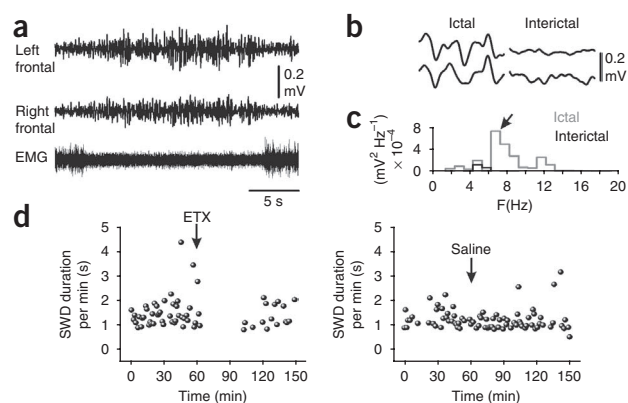 a
Left
frontal
0.2
mV
Right
frontal
EMG
5 s
b
Ictal
Interictal
0.2
mV
c
(mV² Hz⁻¹)
× 10⁻⁴
8
4
0
Ictal
Interictal
0 4 8 12 16 20
F(Hz)
d
ETX
SWD duration
per min (s)
5
4
3
2
1
0
0 30 60 90 120 150
Time (min)
Saline
SWD duration
per min (s)
5
4
3
2
1
0
0 30 60 90 120 150
Time (min)